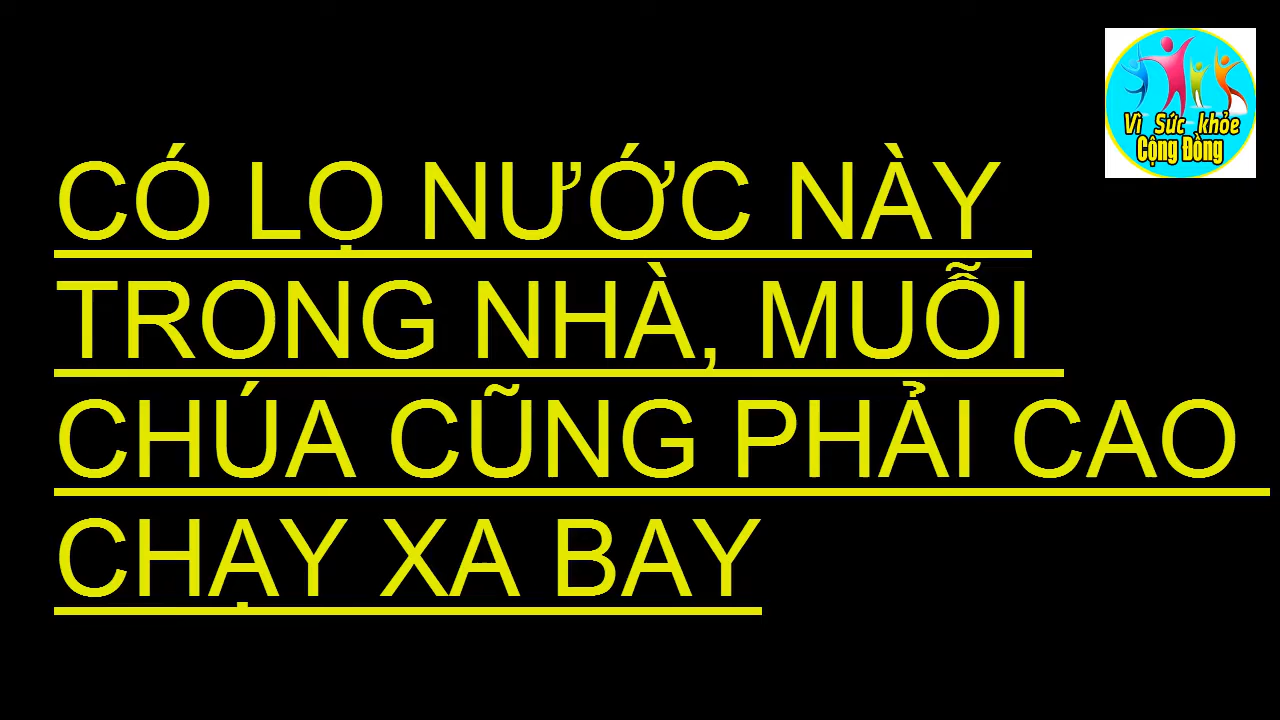 Vì Sức khỏe
Cộng Đồng
CÓ LỌ NƯỚC NÀY
TRONG NHÀ, MUỖI
CHÚA CŨNG PHẢI CAO
CHẠY XA BAY